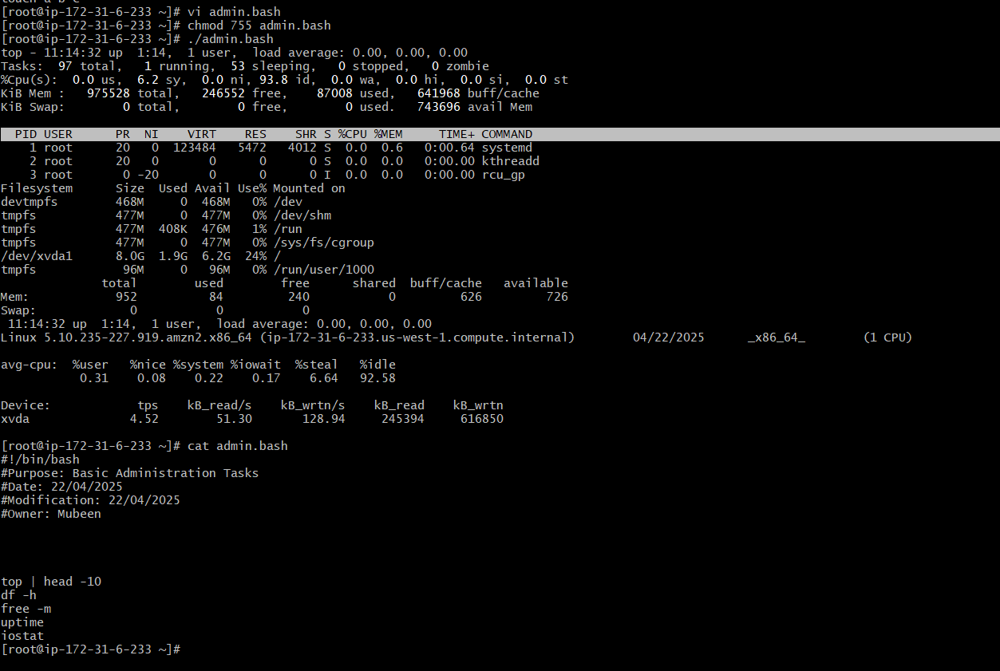 touch a b c
[root@ip-172-31-6-233 ~]# vi admin.bash
[root@ip-172-31-6-233 ~]# chmod 755 admin.bash
[root@ip-172-31-6-233 ~]# ./admin.bash
top - 11:14:32 up  1:14,  1 user,  load average: 0.00, 0.00, 0.00
Tasks:  97 total,   1 running,  53 sleeping,   0 stopped,   0 zombie
%Cpu(s):  0.0 us,  6.2 sy,  0.0 ni, 93.8 id,  0.0 wa,  0.0 hi,  0.0 si,  0.0 st
KiB Mem :   975528 total,   246552 free,    87008 used,   641968 buff/cache
KiB Swap:        0 total,        0 free,        0 used.   743696 avail Mem
  PID USER      PR  NI    VIRT    RES    SHR S %CPU %MEM     TIME+ COMMAND
    1 root      20   0  123484   5472   4012 S  0.0  0.6   0:00.64 systemd
    2 root      20   0       0      0      0 S  0.0  0.0   0:00.00 kthreadd
    3 root       0 -20       0      0      0 I  0.0  0.0   0:00.00 rcu_gp
Filesystem      Size  Used Avail Use% Mounted on
devtmpfs        468M     0  468M   0% /dev
tmpfs           477M     0  477M   0% /dev/shm
tmpfs           477M  408K  476M   1% /run
tmpfs           477M     0  477M   0% /sys/fs/cgroup
/dev/xvda1      8.0G  1.9G  6.2G  24% /
tmpfs            96M     0   96M   0% /run/user/1000
              total        used        free      shared  buff/cache   available
Mem:            952          84         240           0         626         726
Swap:             0           0           0
 11:14:32 up  1:14,  1 user,  load average: 0.00, 0.00, 0.00
Linux 5.10.235-227.919.amzn2.x86_64 (ip-172-31-6-233.us-west-1.compute.internal)        04/22/2025      _x86_64_        (1 CPU)
avg-cpu:  %user   %nice %system %iowait  %steal   %idle
           0.31    0.08    0.22    0.17    6.64   92.58
Device:            tps    kB_read/s    kB_wrtn/s    kB_read    kB_wrtn
xvda              4.52        51.30       128.94     245394     616850
[root@ip-172-31-6-233 ~]# cat admin.bash
#!/bin/bash
#Purpose: Basic Administration Tasks
#Date: 22/04/2025
#Modification: 22/04/2025
#Owner: Mubeen
top | head -10
df -h
free -m
uptime
iostat
[root@ip-172-31-6-233 ~]#